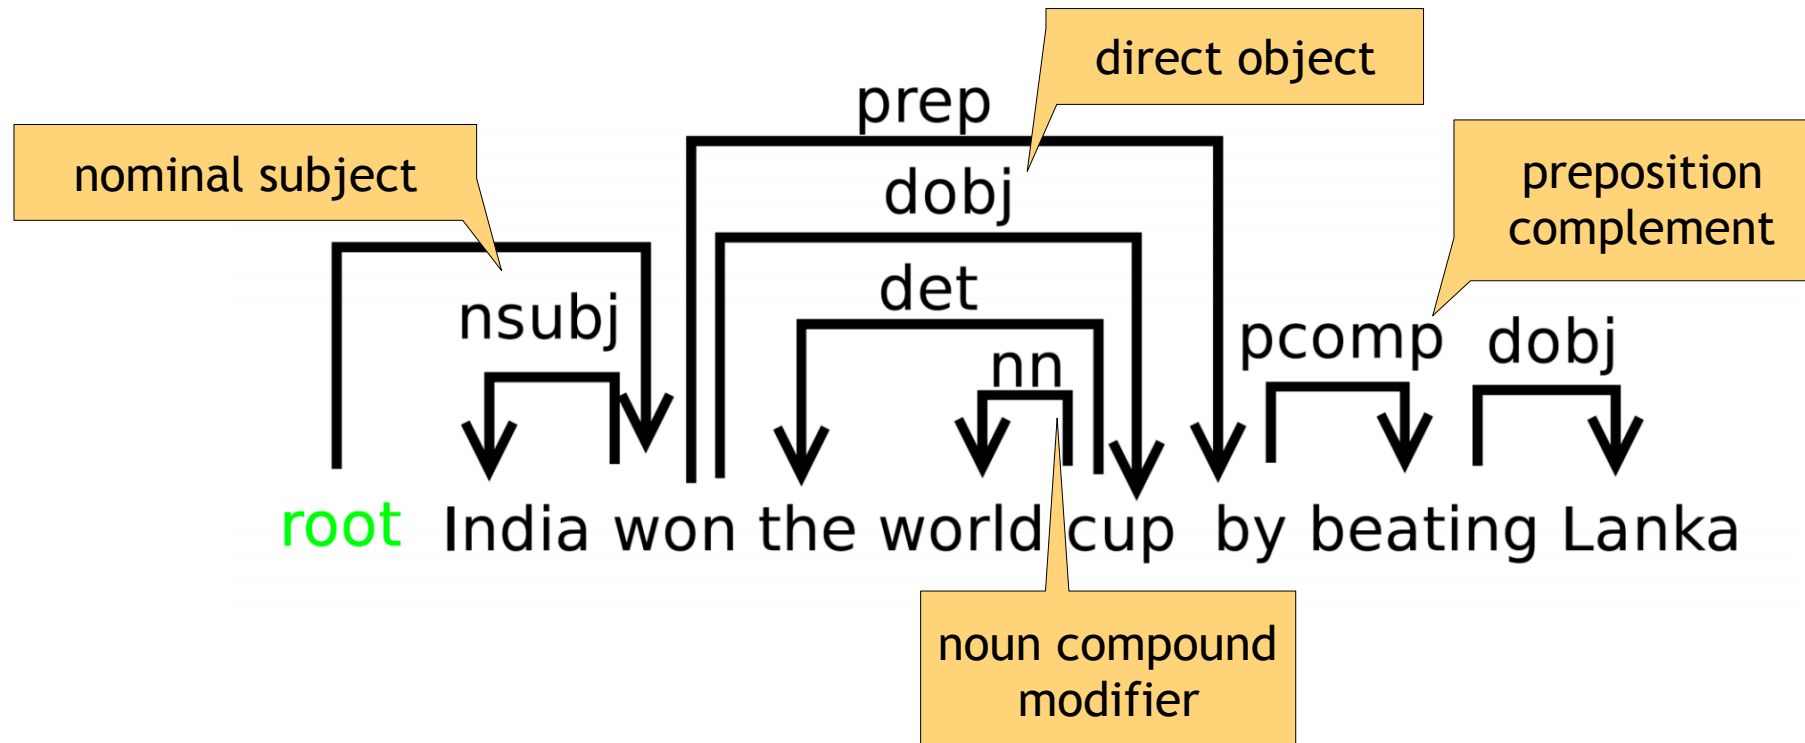 direct object
prep
nominal subject
dobj
preposition
complement
det
nsubj
nn
pcomp
dobj
root India won the world cup by beating Lanka
noun compound
modifier